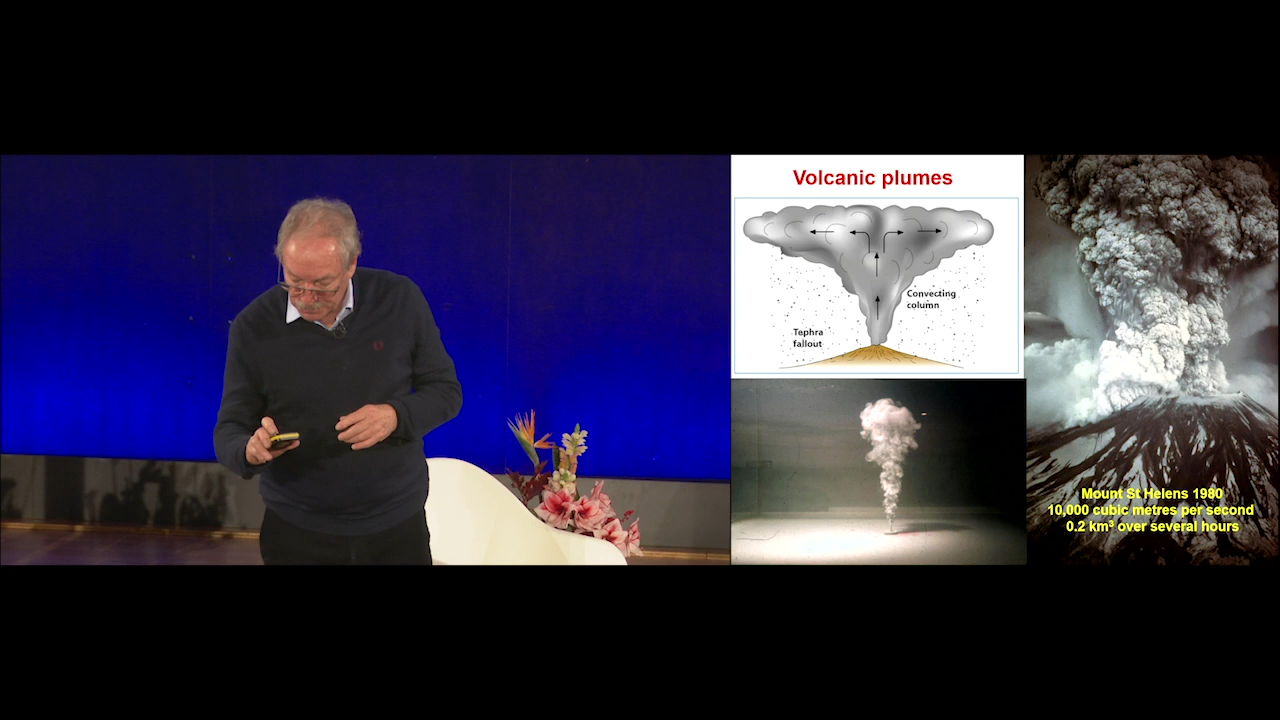 Volcanic plumes
Convecting
column
Tephra
fallout
Mount St Helens 1980
10,000 cubic metres per second
0.2 km³ over several hours